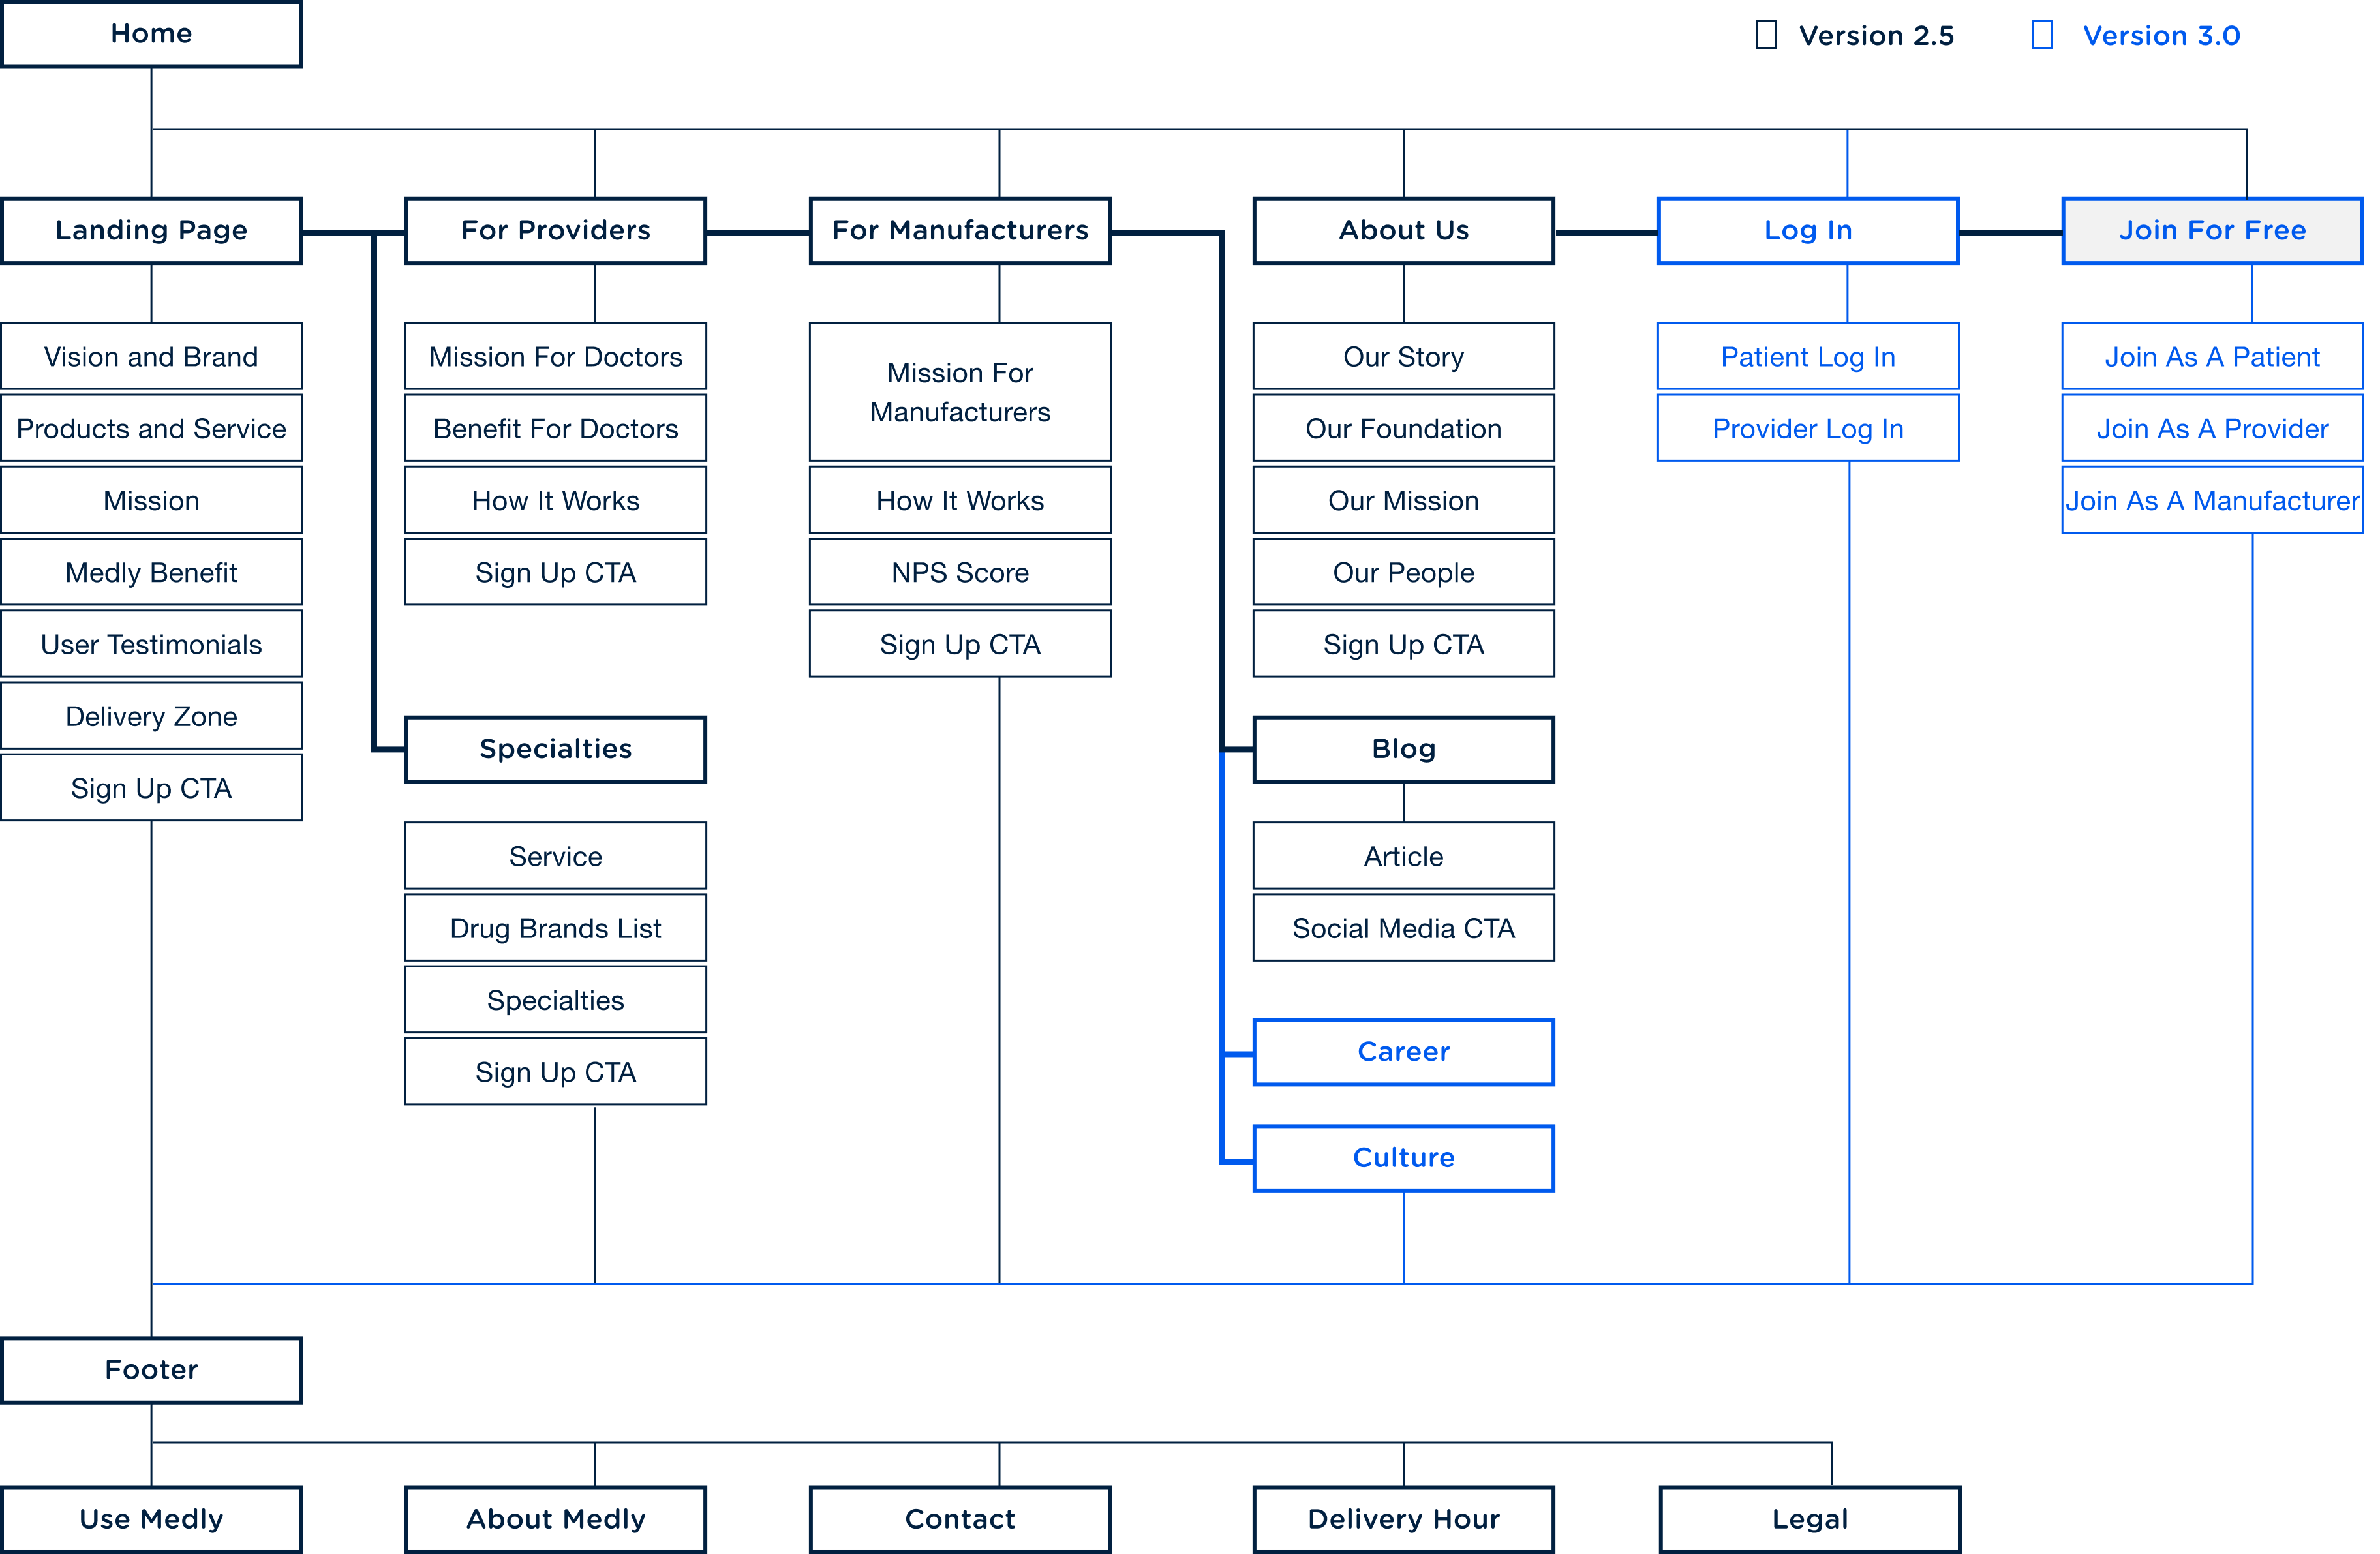 Home
Version 2.5
Version 3.0
Landing Page
For Providers
For Manufacturers
About Us
Log In
Join For Free
Vision and Brand
Products and Service
Mission
Medly Benefit
User Testimonials
Delivery Zone
Sign Up CTA
Mission For Doctors
Benefit For Doctors
How It Works
Sign Up CTA
Specialties
Service
Drug Brands List
Specialties
Sign Up CTA
Mission For
Manufacturers
How It Works
NPS Score
Sign Up CTA
Our Story
Our Foundation
Our Mission
Our People
Sign Up CTA
Blog
Article
Social Media CTA
Career
Culture
Patient Log In
Provider Log In
Join As A Patient
Join As A Provider
Join As A Manufacturer
Footer
Use Medly
About Medly
Contact
Delivery Hour
Legal